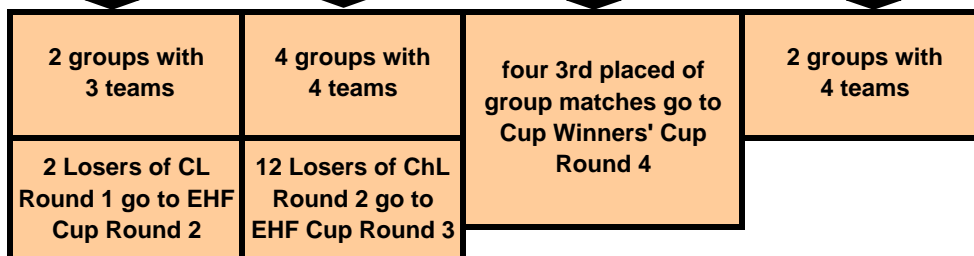 2 groups with
3 teams
4 groups with
4 teams
four 3rd placed of
group matches go to
Cup Winners' Cup
Round 4
2 groups with
4 teams
2 Losers of CL
Round 1 go to EHF
Cup Round 2
12 Losers of ChL
Round 2 go to
EHF Cup Round 3